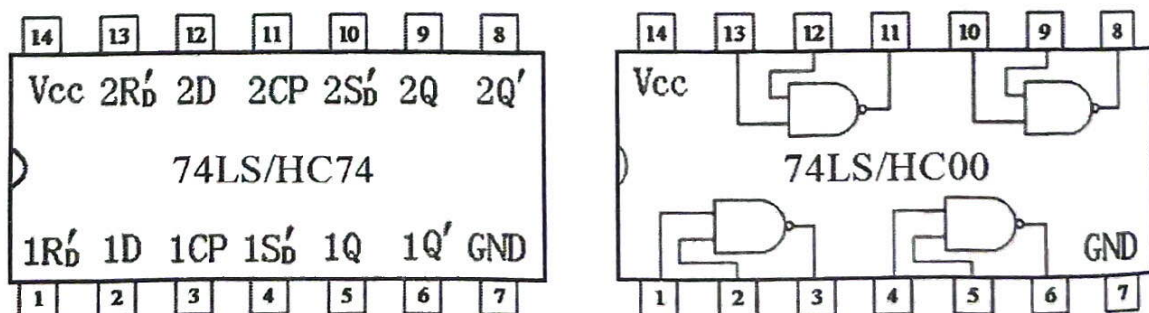 14 13 12 11 10 9 8
Vcc 2R′D 2D 2CP 2S′D 2Q 2Q′
74LS/HC74
1R′D 1D 1CP 1S′D 1Q 1Q′ GND
1 2 3 4 5 6 7
14 13 12 11 10 9 8
Vcc
74LS/HC00
GND
1 2 3 4 5 6 7